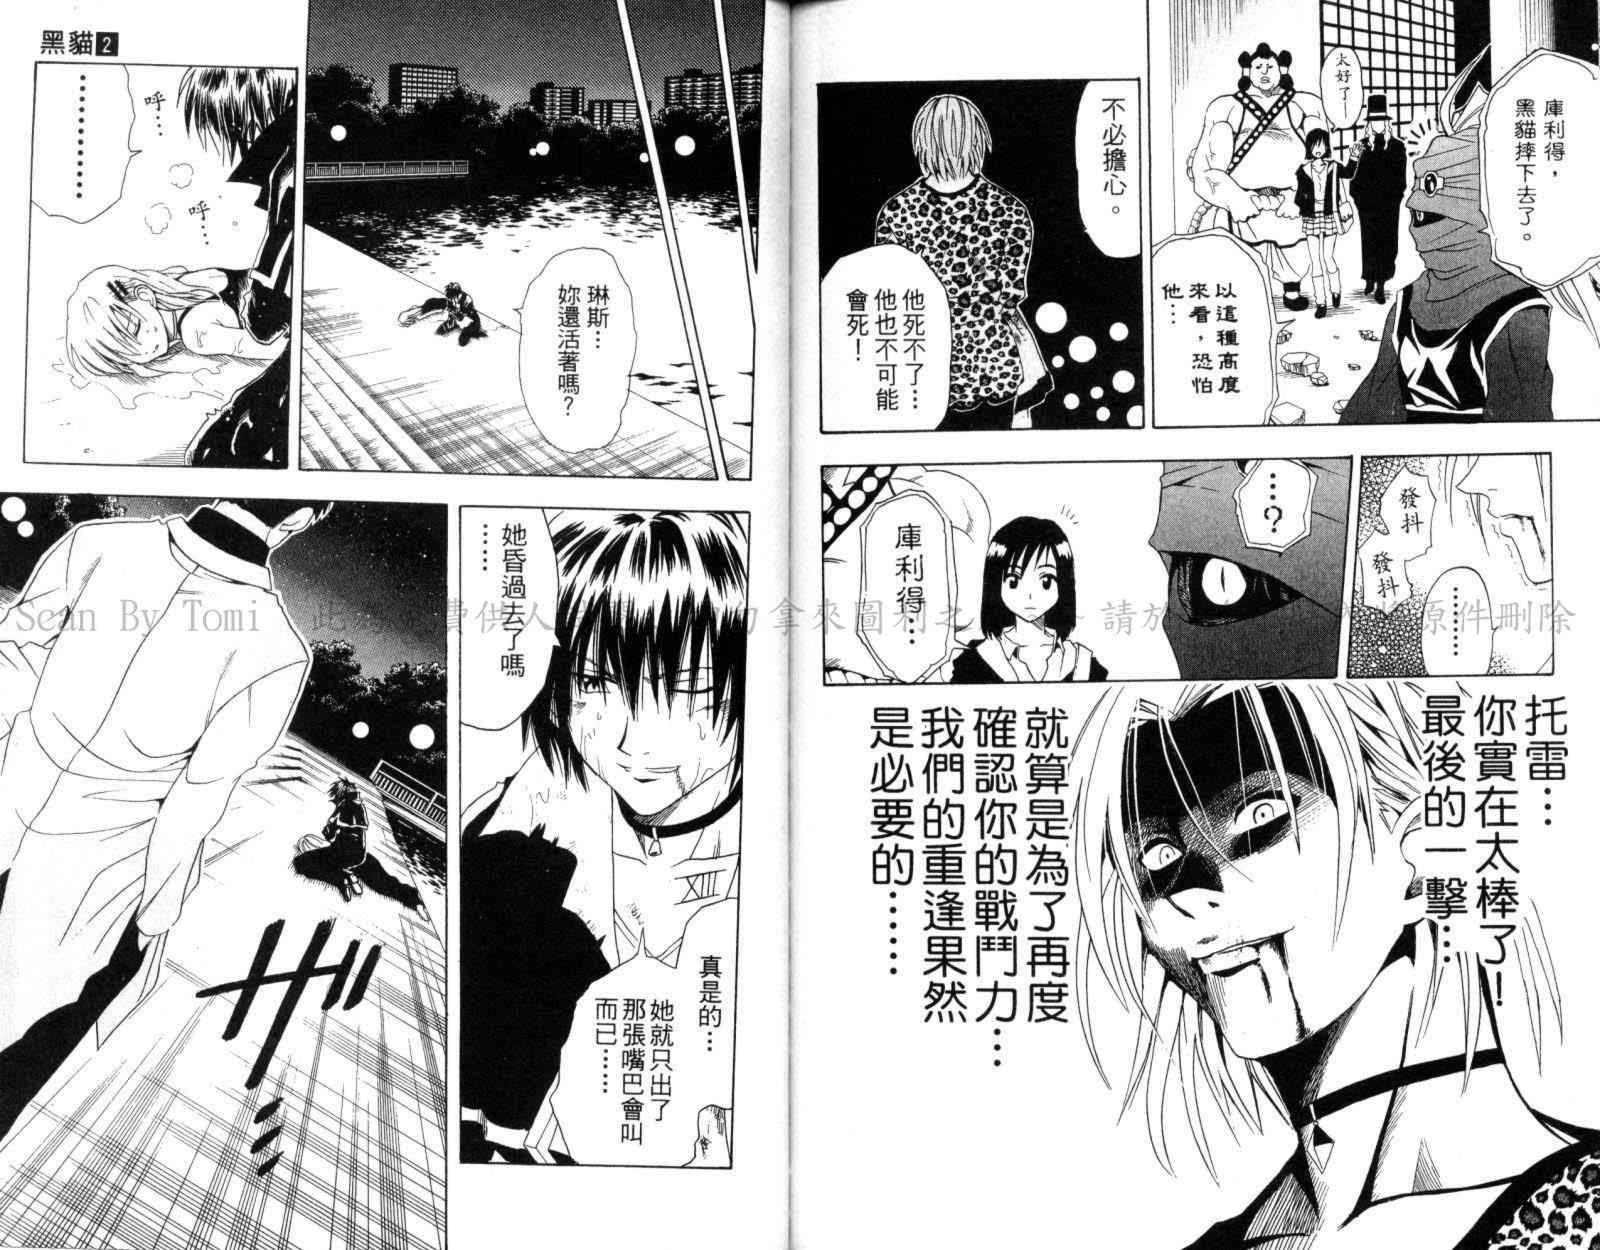 庫利得，
黑貓摔下去了。
太好了~
以這種高度
來看，恐怕
他…
不必擔心。
他死不了…
他也不可能
會死！
發抖
發抖
………
…？
庫利得…
托雷…
你實在太棒了！
最後的一擊…
就算是為了再度
確認你的戰鬥力…
我們的重逢果然
是必要的……
黑貓2
琳斯…
妳還活著嗎？
呼…
呼…
…………
她昏過去了嗎
……
XIII
真是的…
她就只出了
那張嘴巴會叫
而已……
ザッ
Scan By Tomi